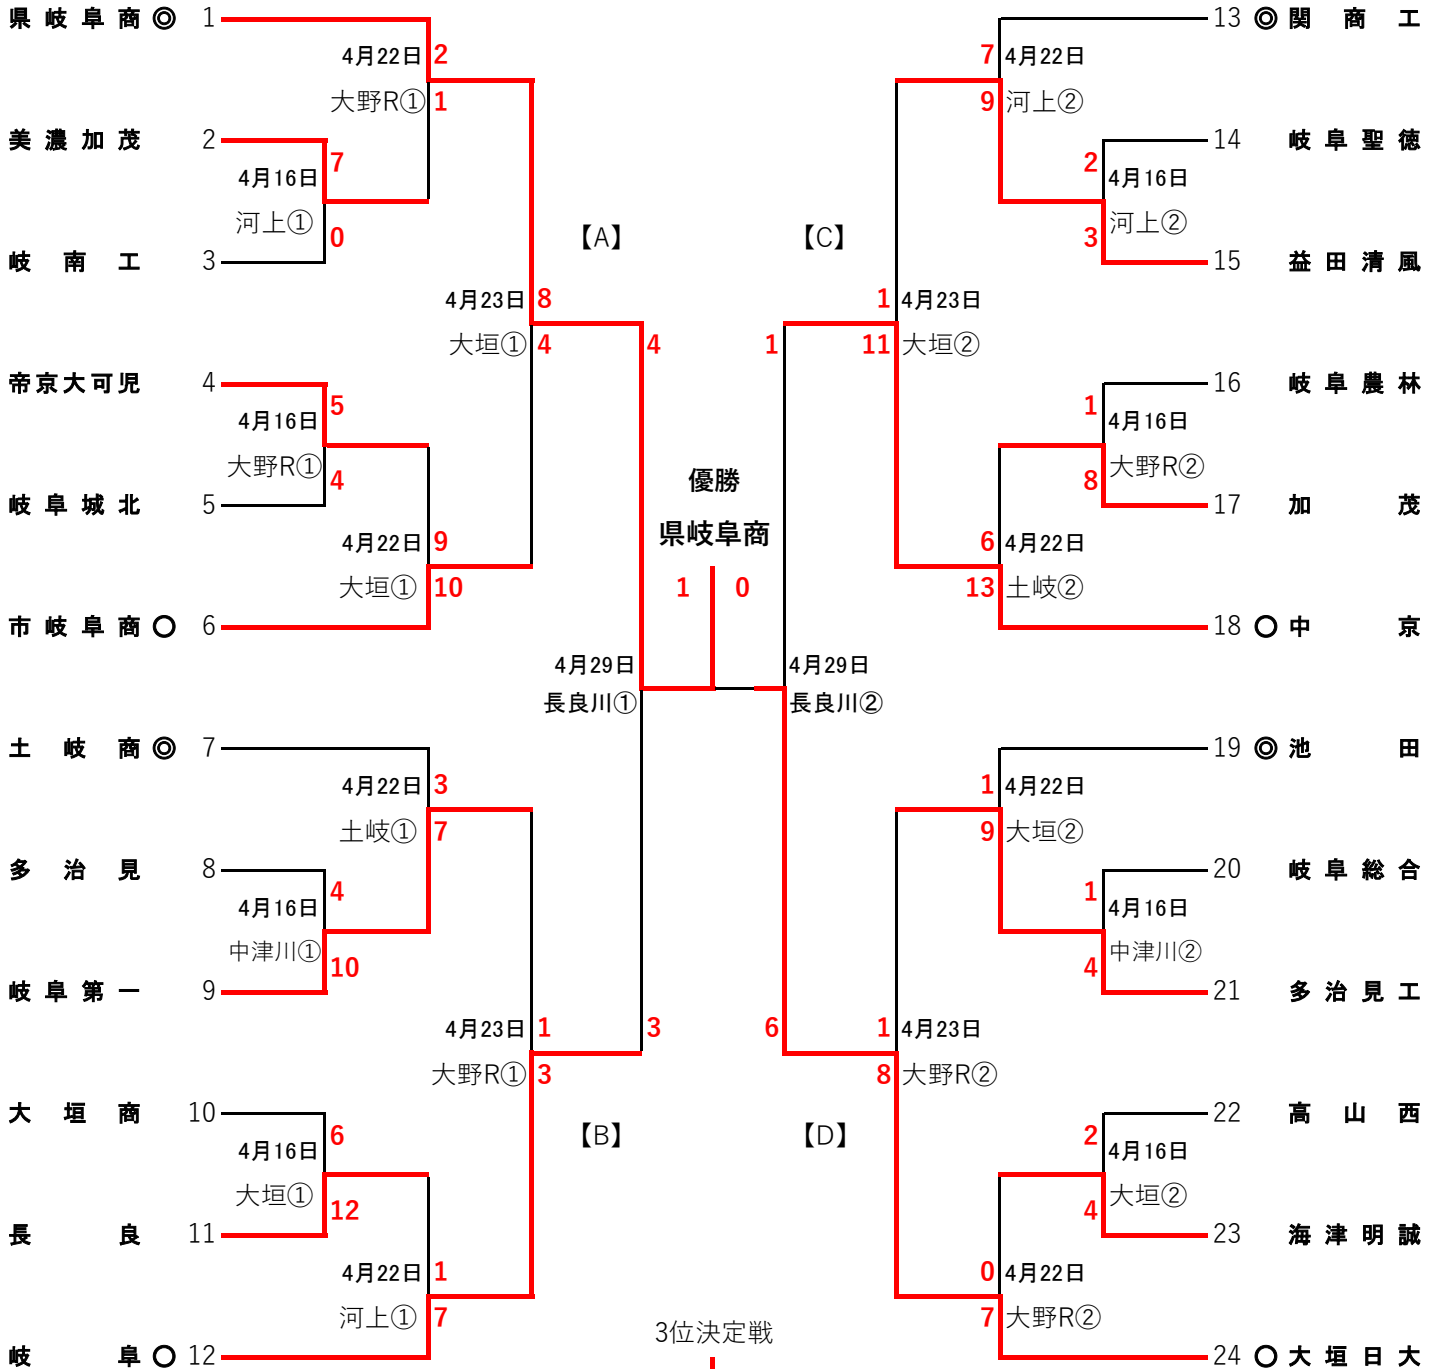 県岐阜商 ◎ 1
4月22日 2
大野R① 1
美濃加茂 2
7
4月16日
河上①
0
岐南工 3
【A】
4月23日 8
大垣① 4
4
帝京大可児 4
5
4月16日
大野R①
4
岐阜城北 5
4月22日 9
大垣① 10
市岐阜商 ○ 6
4月29日
長良川①
土岐商 ◎ 7
4月22日 3
土岐① 7
多治見 8
4
4月16日
中津川①
10
岐阜第一 9
4月23日 1
3
大野R① 3
大垣商 10
6
4月16日
大垣①
12
【B】
長良 11
4月22日 1
河上① 7
岐阜 ○ 12
優勝
県岐阜商
1 0
13 ◎ 関商工
7 4月22日
9 河上②
14 岐阜聖徳
2
4月16日
河上②
3
15 益田清風
【C】
1 4月23日
11 大垣②
1
16 岐阜農林
1
4月16日
大野R②
8
17 加茂
6 4月22日
13 土岐②
18 ○ 中京
4月29日
長良川②
19 ◎ 池田
1 4月22日
9 大垣②
20 岐阜総合
1
4月16日
中津川②
4
21 多治見工
6
1 4月23日
8 大野R②
22 高山西
2
4月16日
大垣②
4
【D】
23 海津明誠
0 4月22日
7 大野R②
24 ○ 大垣日大
3位決定戦